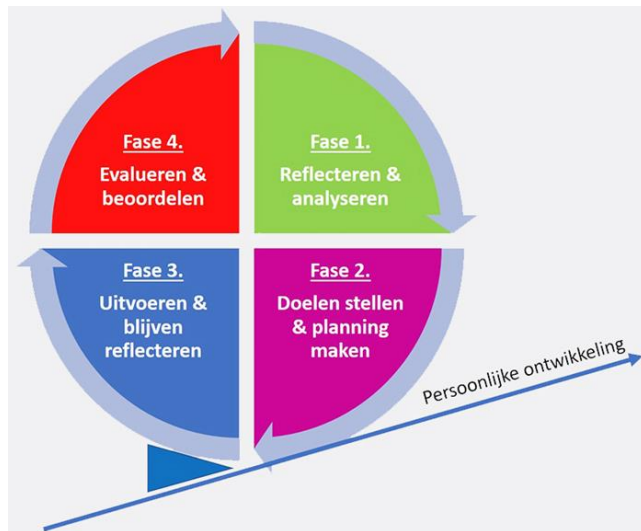 Fase 4.
Evalueren &
beoordelen
Fase 1.
Reflecteren &
analyseren
Fase 3.
Uitvoeren &
blijven
reflecteren
Fase 2.
Doelen stellen
& planning
maken
Persoonlijke ontwikkeling